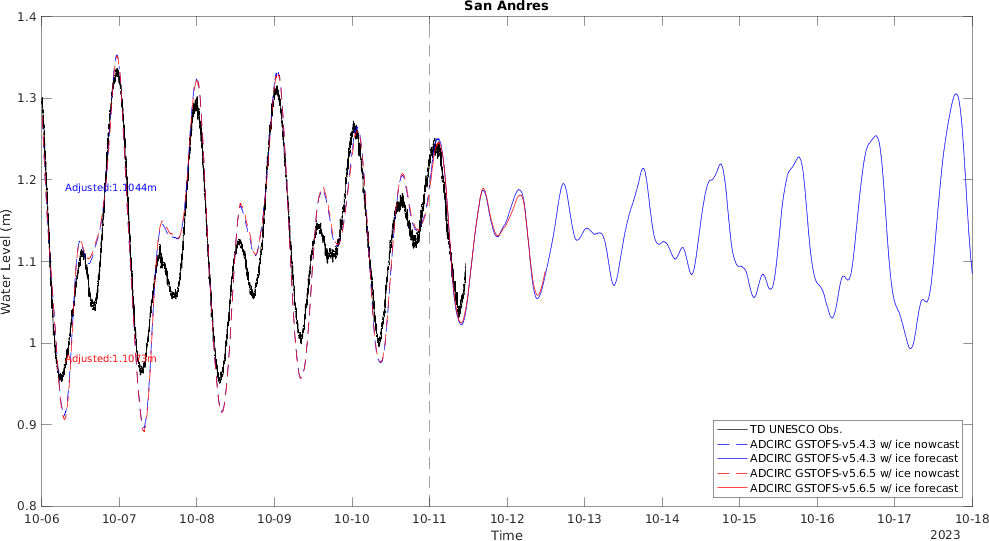 San Andres
1.4
1.3
1.2
1.1
1
0.9
0.8
Water Level (m)
Adjusted:1.1044m
Adjusted:1.1073m
TD UNESCO Obs.
ADCIRC GSTOFS-v5.4.3 w/ ice nowcast
ADCIRC GSTOFS-v5.4.3 w/ ice forecast
ADCIRC GSTOFS-v5.6.5 w/ ice nowcast
ADCIRC GSTOFS-v5.6.5 w/ ice forecast
10-06 10-07 10-08 10-09 10-10 10-11 10-12 10-13 10-14 10-15 10-16 10-17 10-18
Time
2023